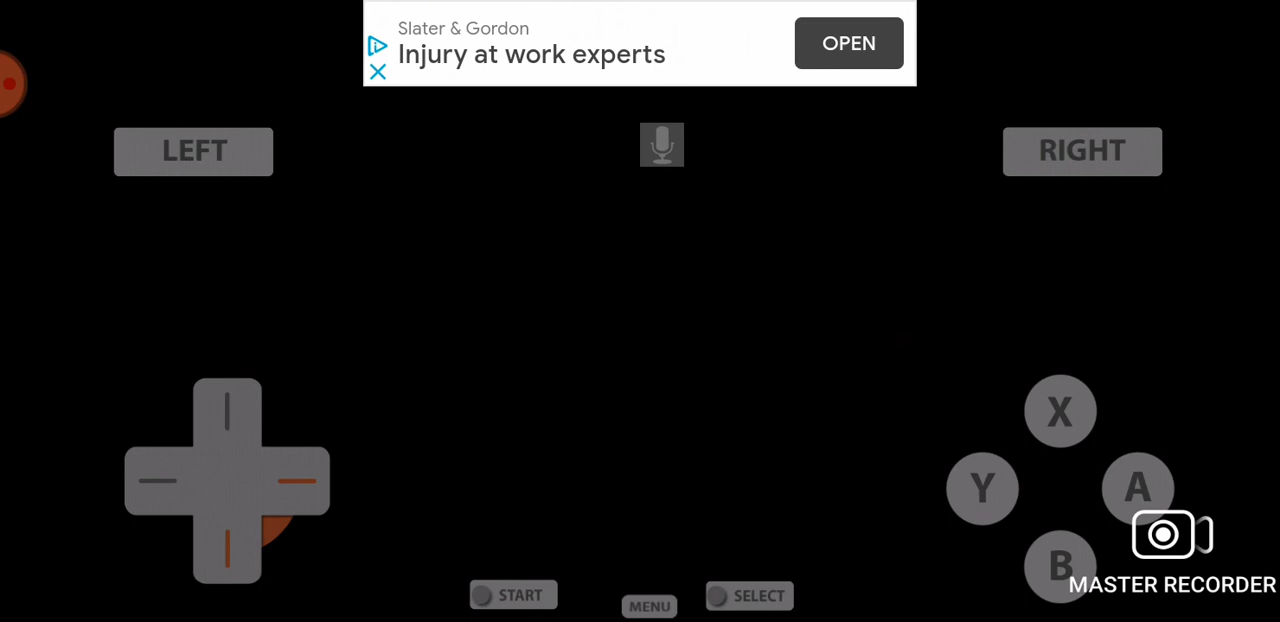 Slater & Gordon
Injury at work experts
OPEN
LEFT
RIGHT
X
Y
A
B
MASTER RECORDER
START
SELECT
MENU